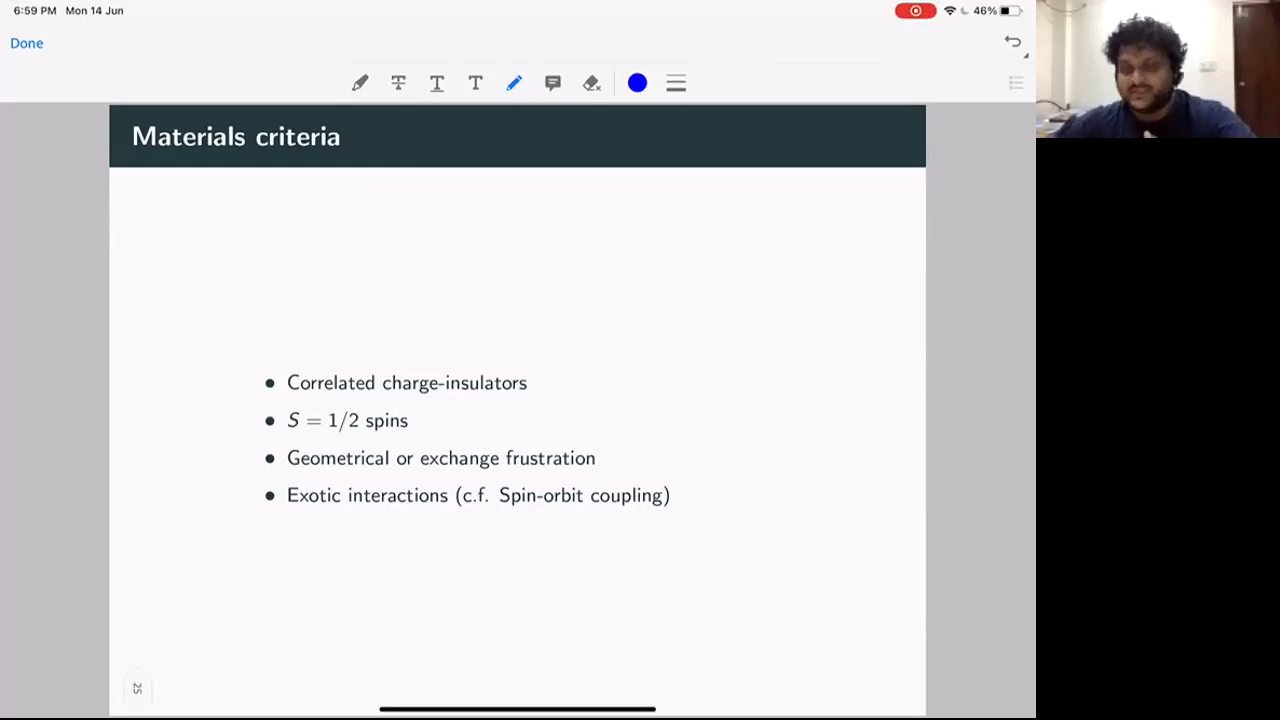 6:59 PM Mon 14 Jun
46%
Done
T T T
Materials criteria
• Correlated charge-insulators
• S = 1/2 spins
• Geometrical or exchange frustration
• Exotic interactions (c.f. Spin-orbit coupling)
25